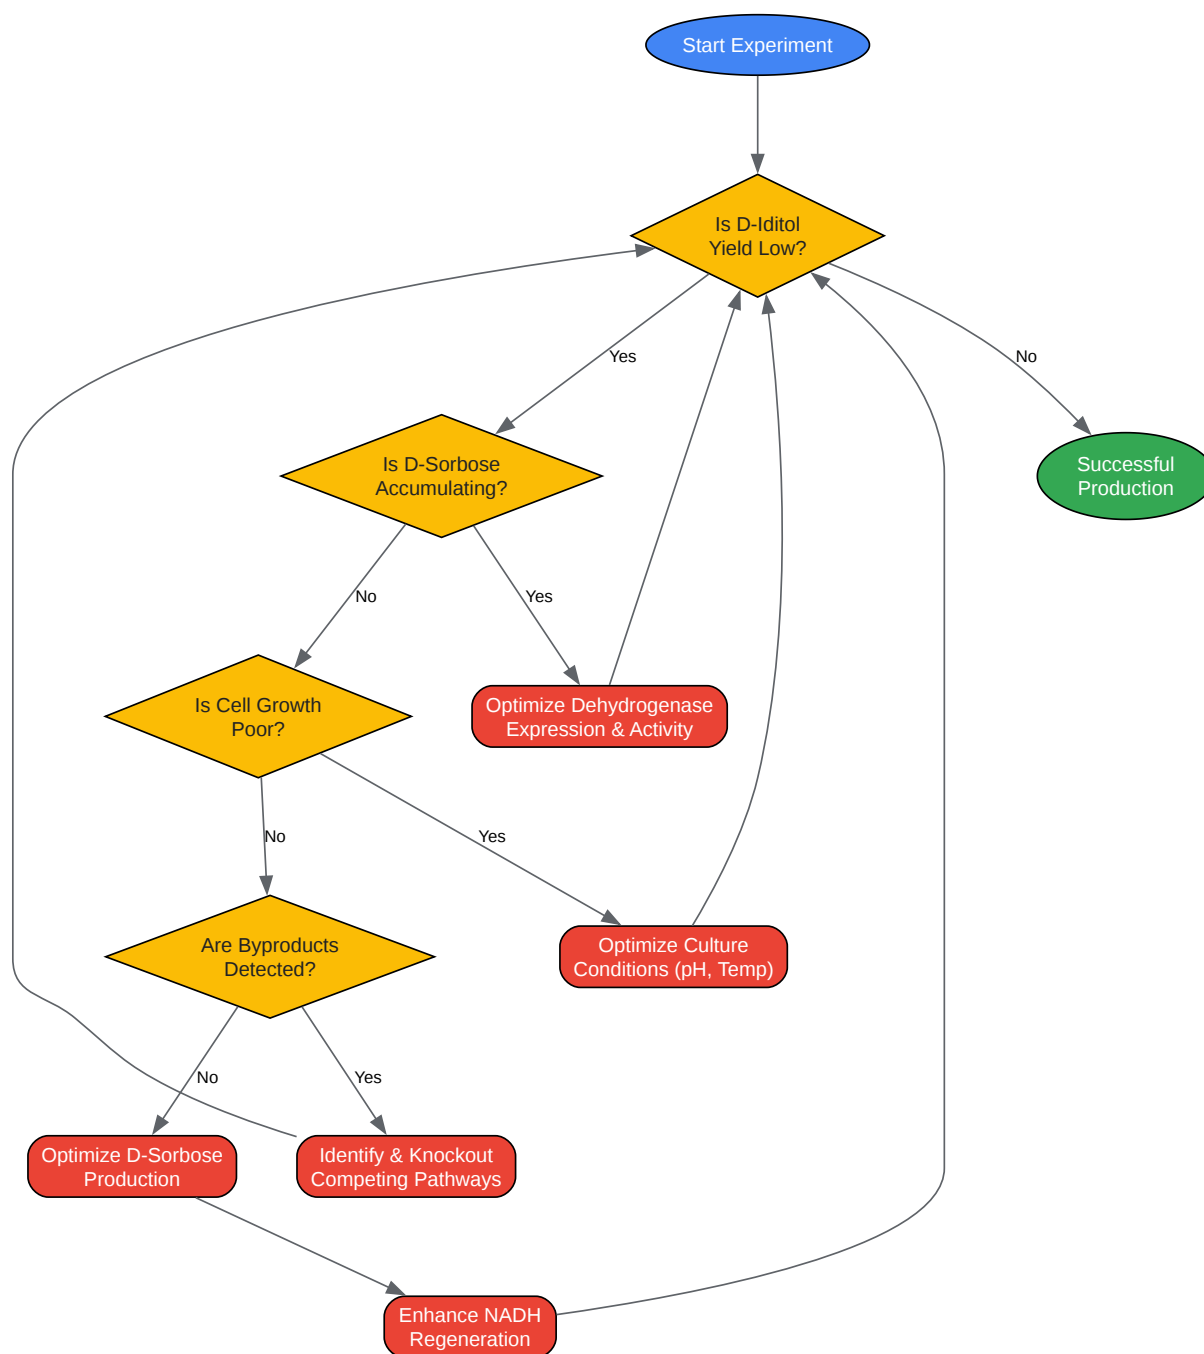 Start Experiment
Is D-Iditol
Yield Low?
Yes
No
Is D-Sorbose
Accumulating?
Successful
Production
No
Yes
Is Cell Growth
Poor?
Optimize Dehydrogenase
Expression & Activity
No
Yes
Are Byproducts
Detected?
Optimize Culture
Conditions (pH, Temp)
No
Yes
Optimize D-Sorbose
Production
Identify & Knockout
Competing Pathways
Enhance NADH
Regeneration